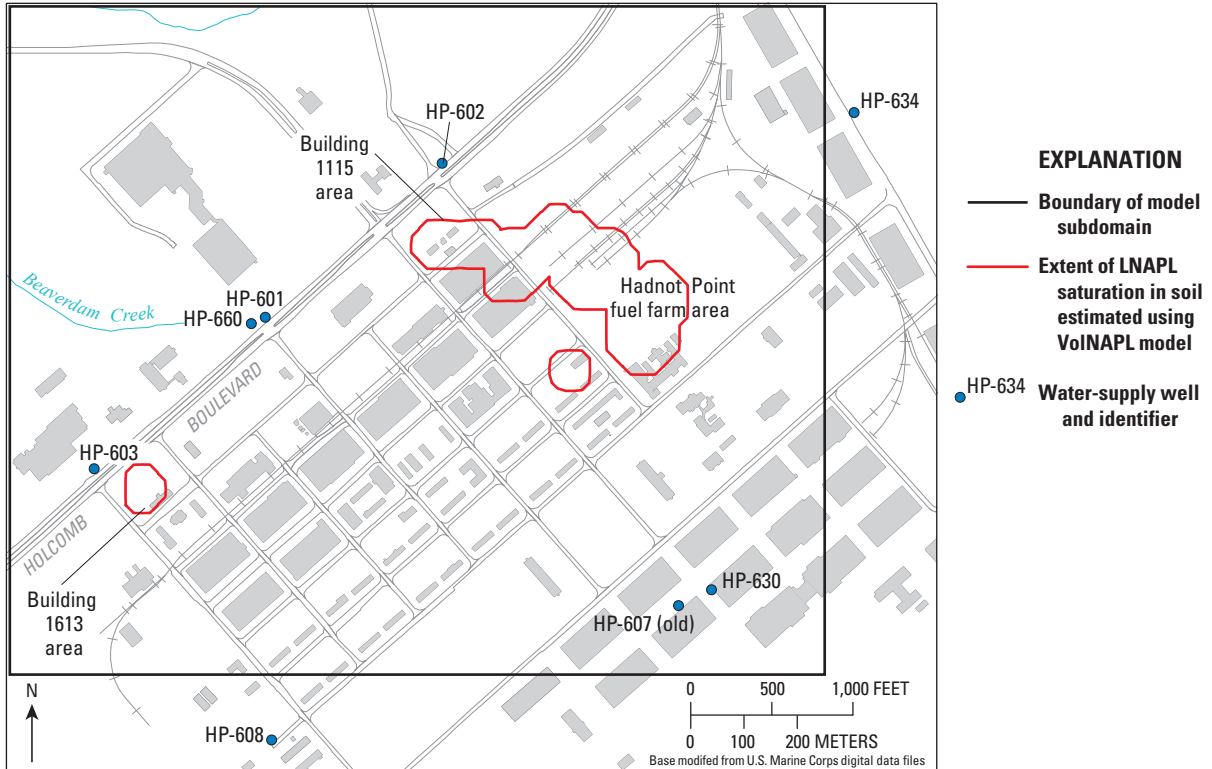 HP-602
HP-634
Building
1115
area
EXPLANATION
Boundary of model
subdomain
Extent of LNAPL
saturation in soil
estimated using
VolNAPL model
HP-634
Water-supply well
and identifier
Hadnot Point
fuel farm area
Beaverdam Creek
HP-601
HP-660
BOULEVARD
HP-603
HOLCOMB
Building
1613
area
HP-630
HP-607 (old)
N
HP-608
0 500 1,000 FEET
0 100 200 METERS
Base modifed from U.S. Marine Corps digital data files